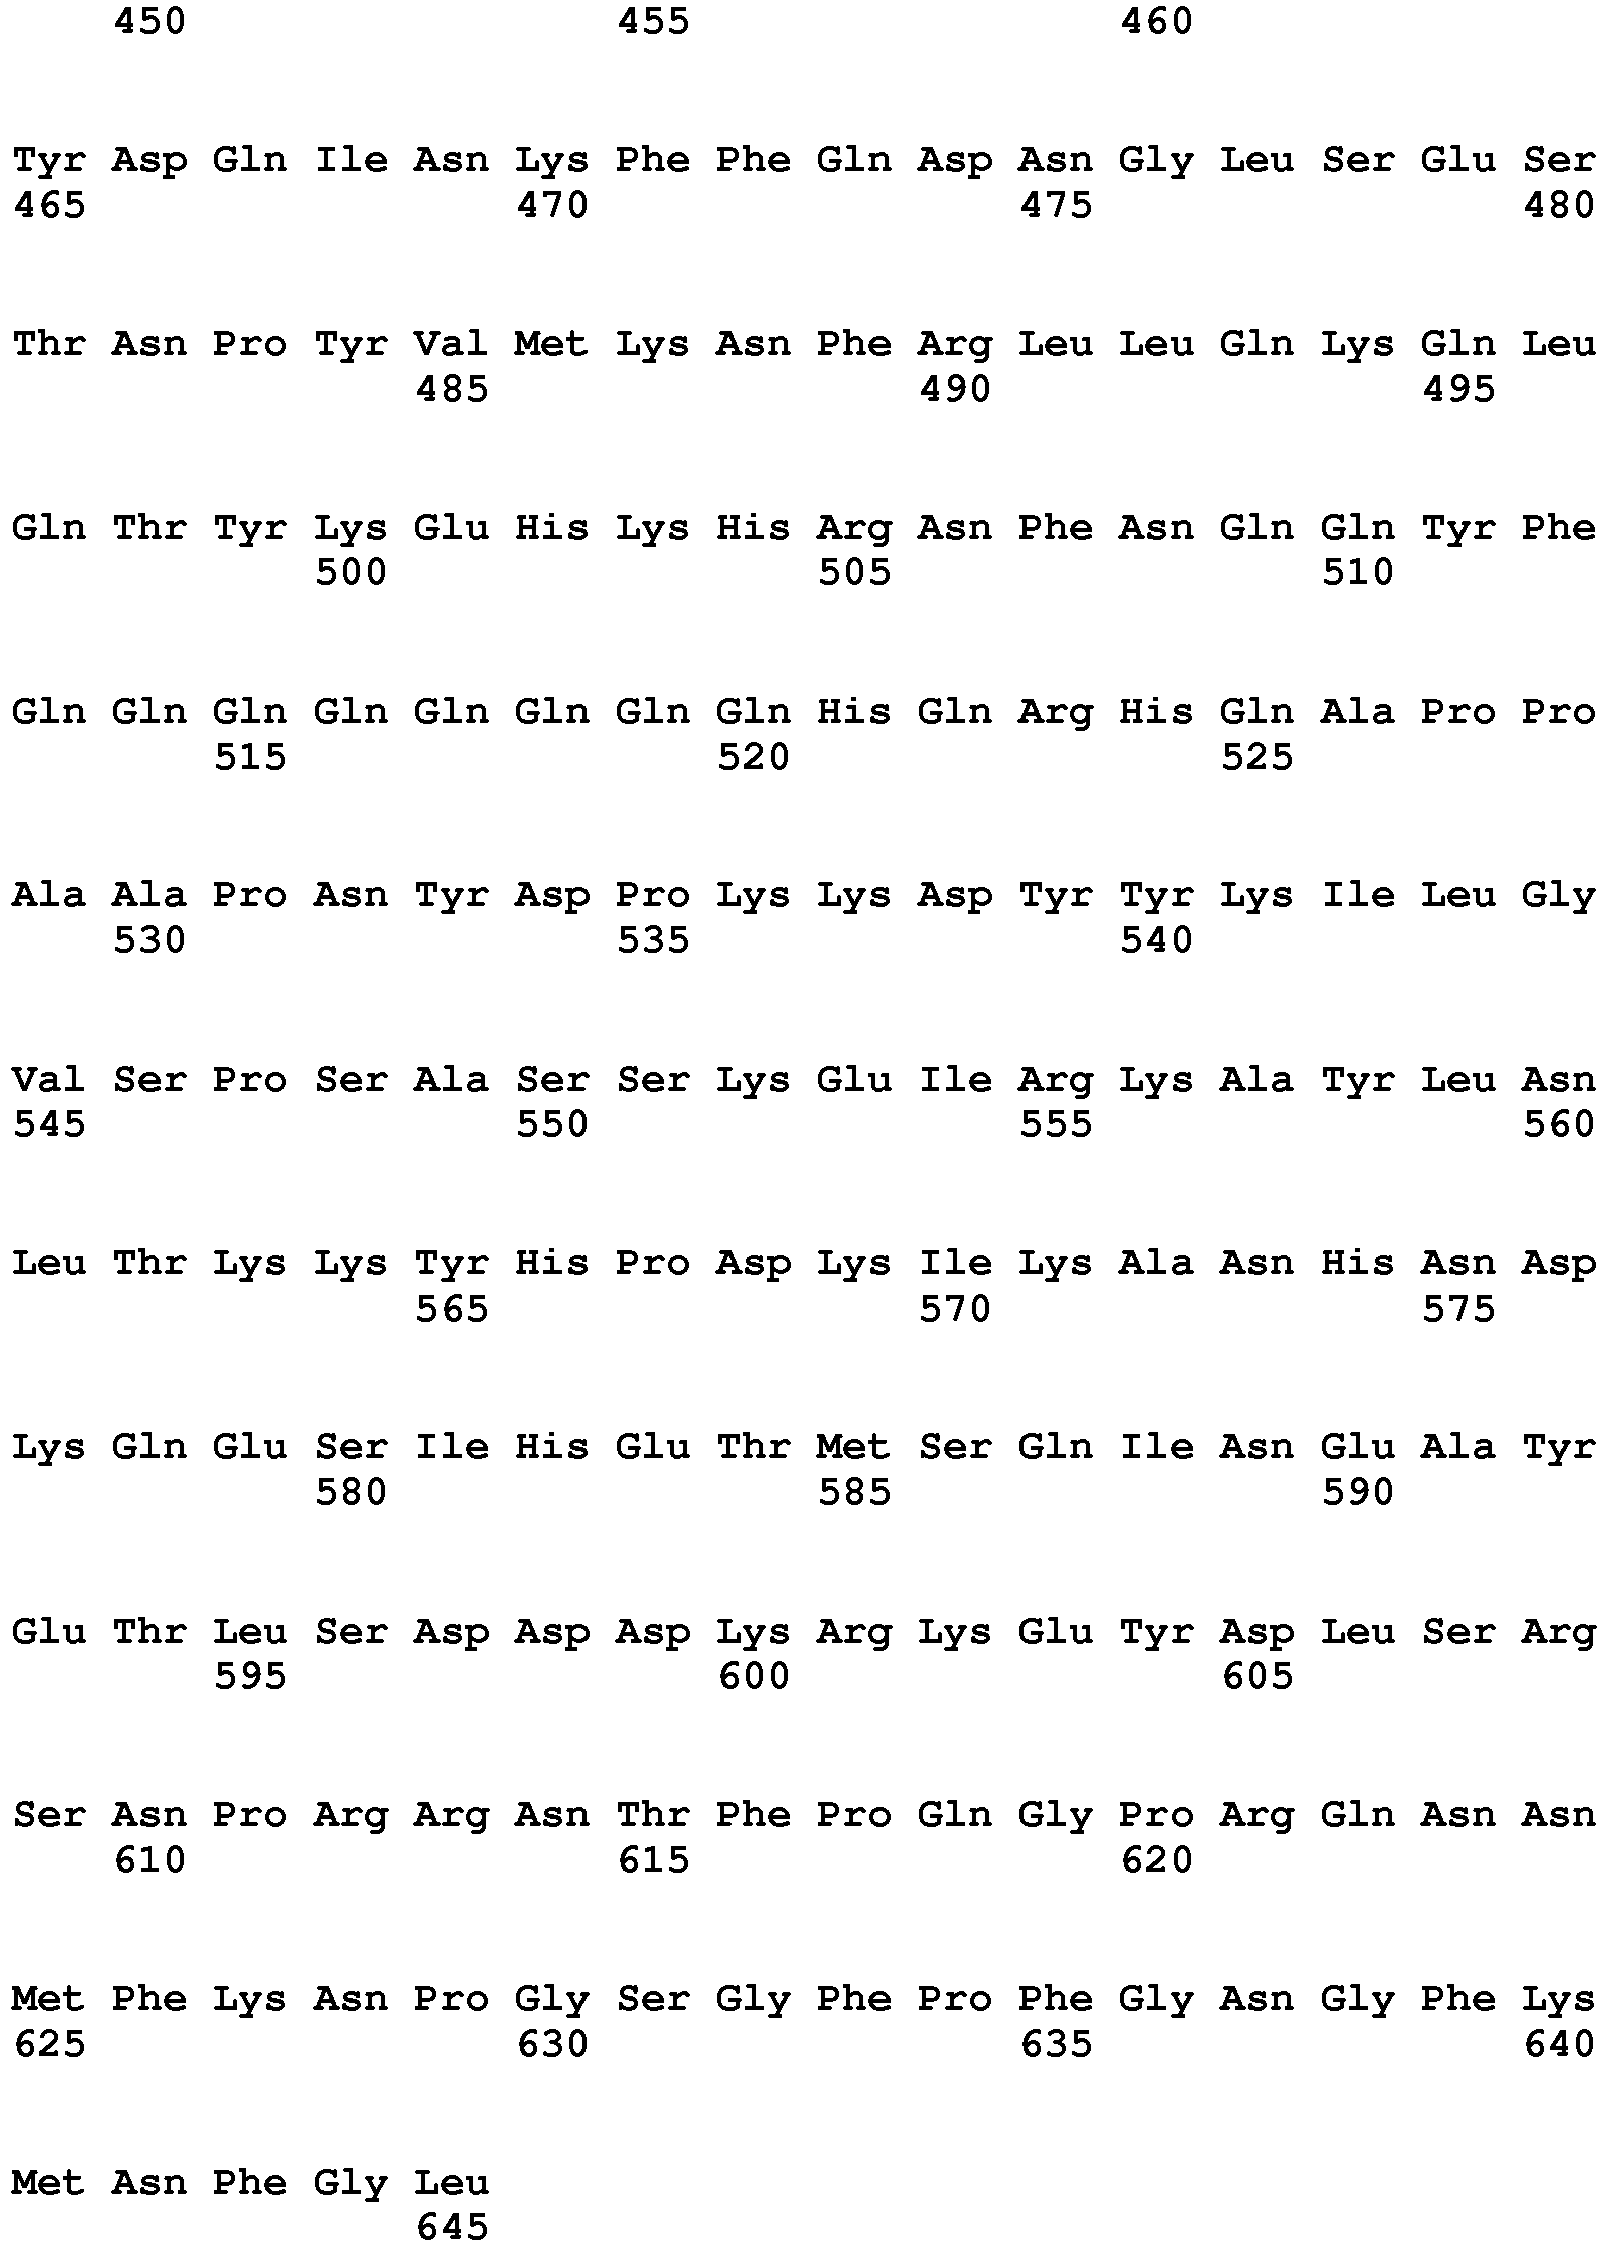 450 455 460
Tyr Asp Gln Ile Asn Lys Phe Phe Gln Asp Asn Gly Leu Ser Glu Ser
465 470 475 480
Thr Asn Pro Tyr Val Met Lys Asn Phe Arg Leu Leu Gln Lys Gln Leu
485 490 495
Gln Thr Tyr Lys Glu His Lys His Arg Asn Phe Asn Gln Gln Tyr Phe
500 505 510
Gln Gln Gln Gln Gln Gln Gln Gln His Gln Arg His Gln Ala Pro Pro
515 520 525
Ala Ala Pro Asn Tyr Asp Pro Lys Lys Asp Tyr Tyr Lys Ile Leu Gly
530 535 540
Val Ser Pro Ser Ala Ser Ser Lys Glu Ile Arg Lys Ala Tyr Leu Asn
545 550 555 560
Leu Thr Lys Lys Tyr His Pro Asp Lys Ile Lys Ala Asn His Asn Asp
565 570 575
Lys Gln Glu Ser Ile His Glu Thr Met Ser Gln Ile Asn Glu Ala Tyr
580 585 590
Glu Thr Leu Ser Asp Asp Asp Lys Arg Lys Glu Tyr Asp Leu Ser Arg
595 600 605
Ser Asn Pro Arg Arg Asn Thr Phe Pro Gln Gly Pro Arg Gln Asn Asn
610 615 620
Met Phe Lys Asn Pro Gly Ser Gly Phe Pro Phe Gly Asn Gly Phe Lys
625 630 635 640
Met Asn Phe Gly Leu
645